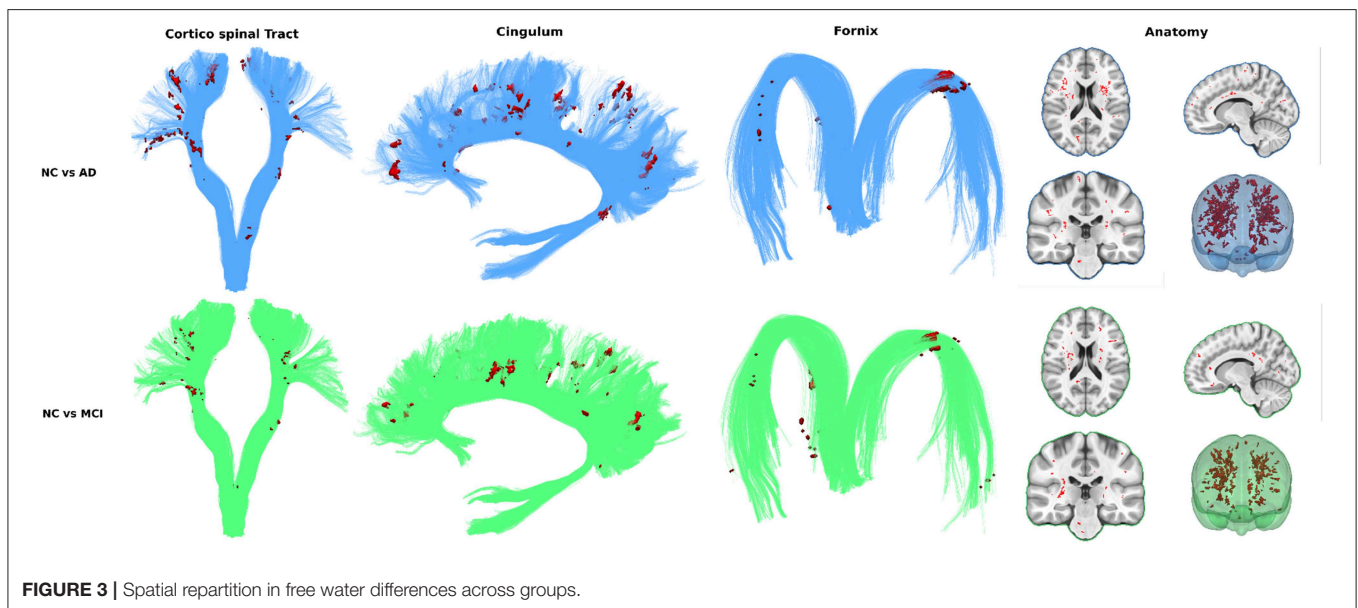 Cortico spinal Tract
Cingulum
Fornix
Anatomy
NC vs AD
NC vs MCI
FIGURE 3 | Spatial repartition in free water differences across groups.